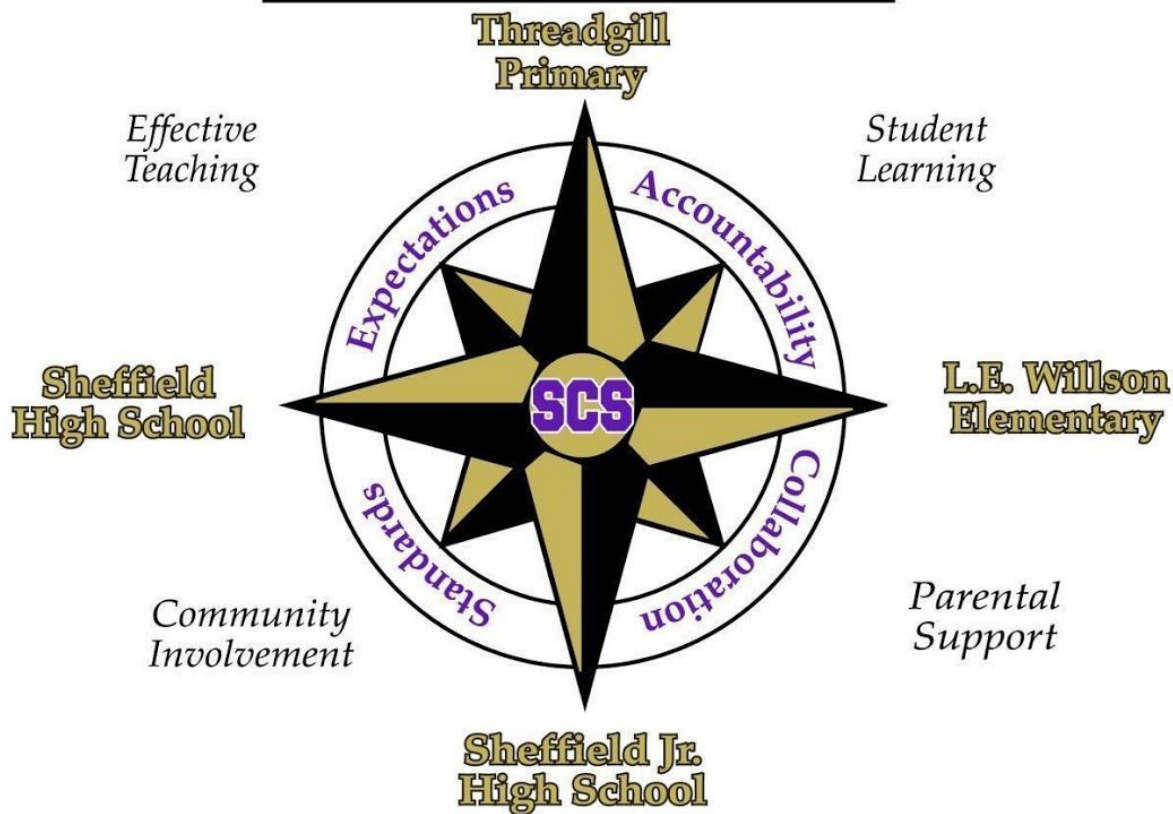 Threadgill
Primary
Effective
Teaching
Student
Learning
Expectations
Accountability
Sheffield
High School
SCS
L.E. Willson
Elementary
Standards
Collaboration
Community
Involvement
Parental
Support
Sheffield Jr.
High School